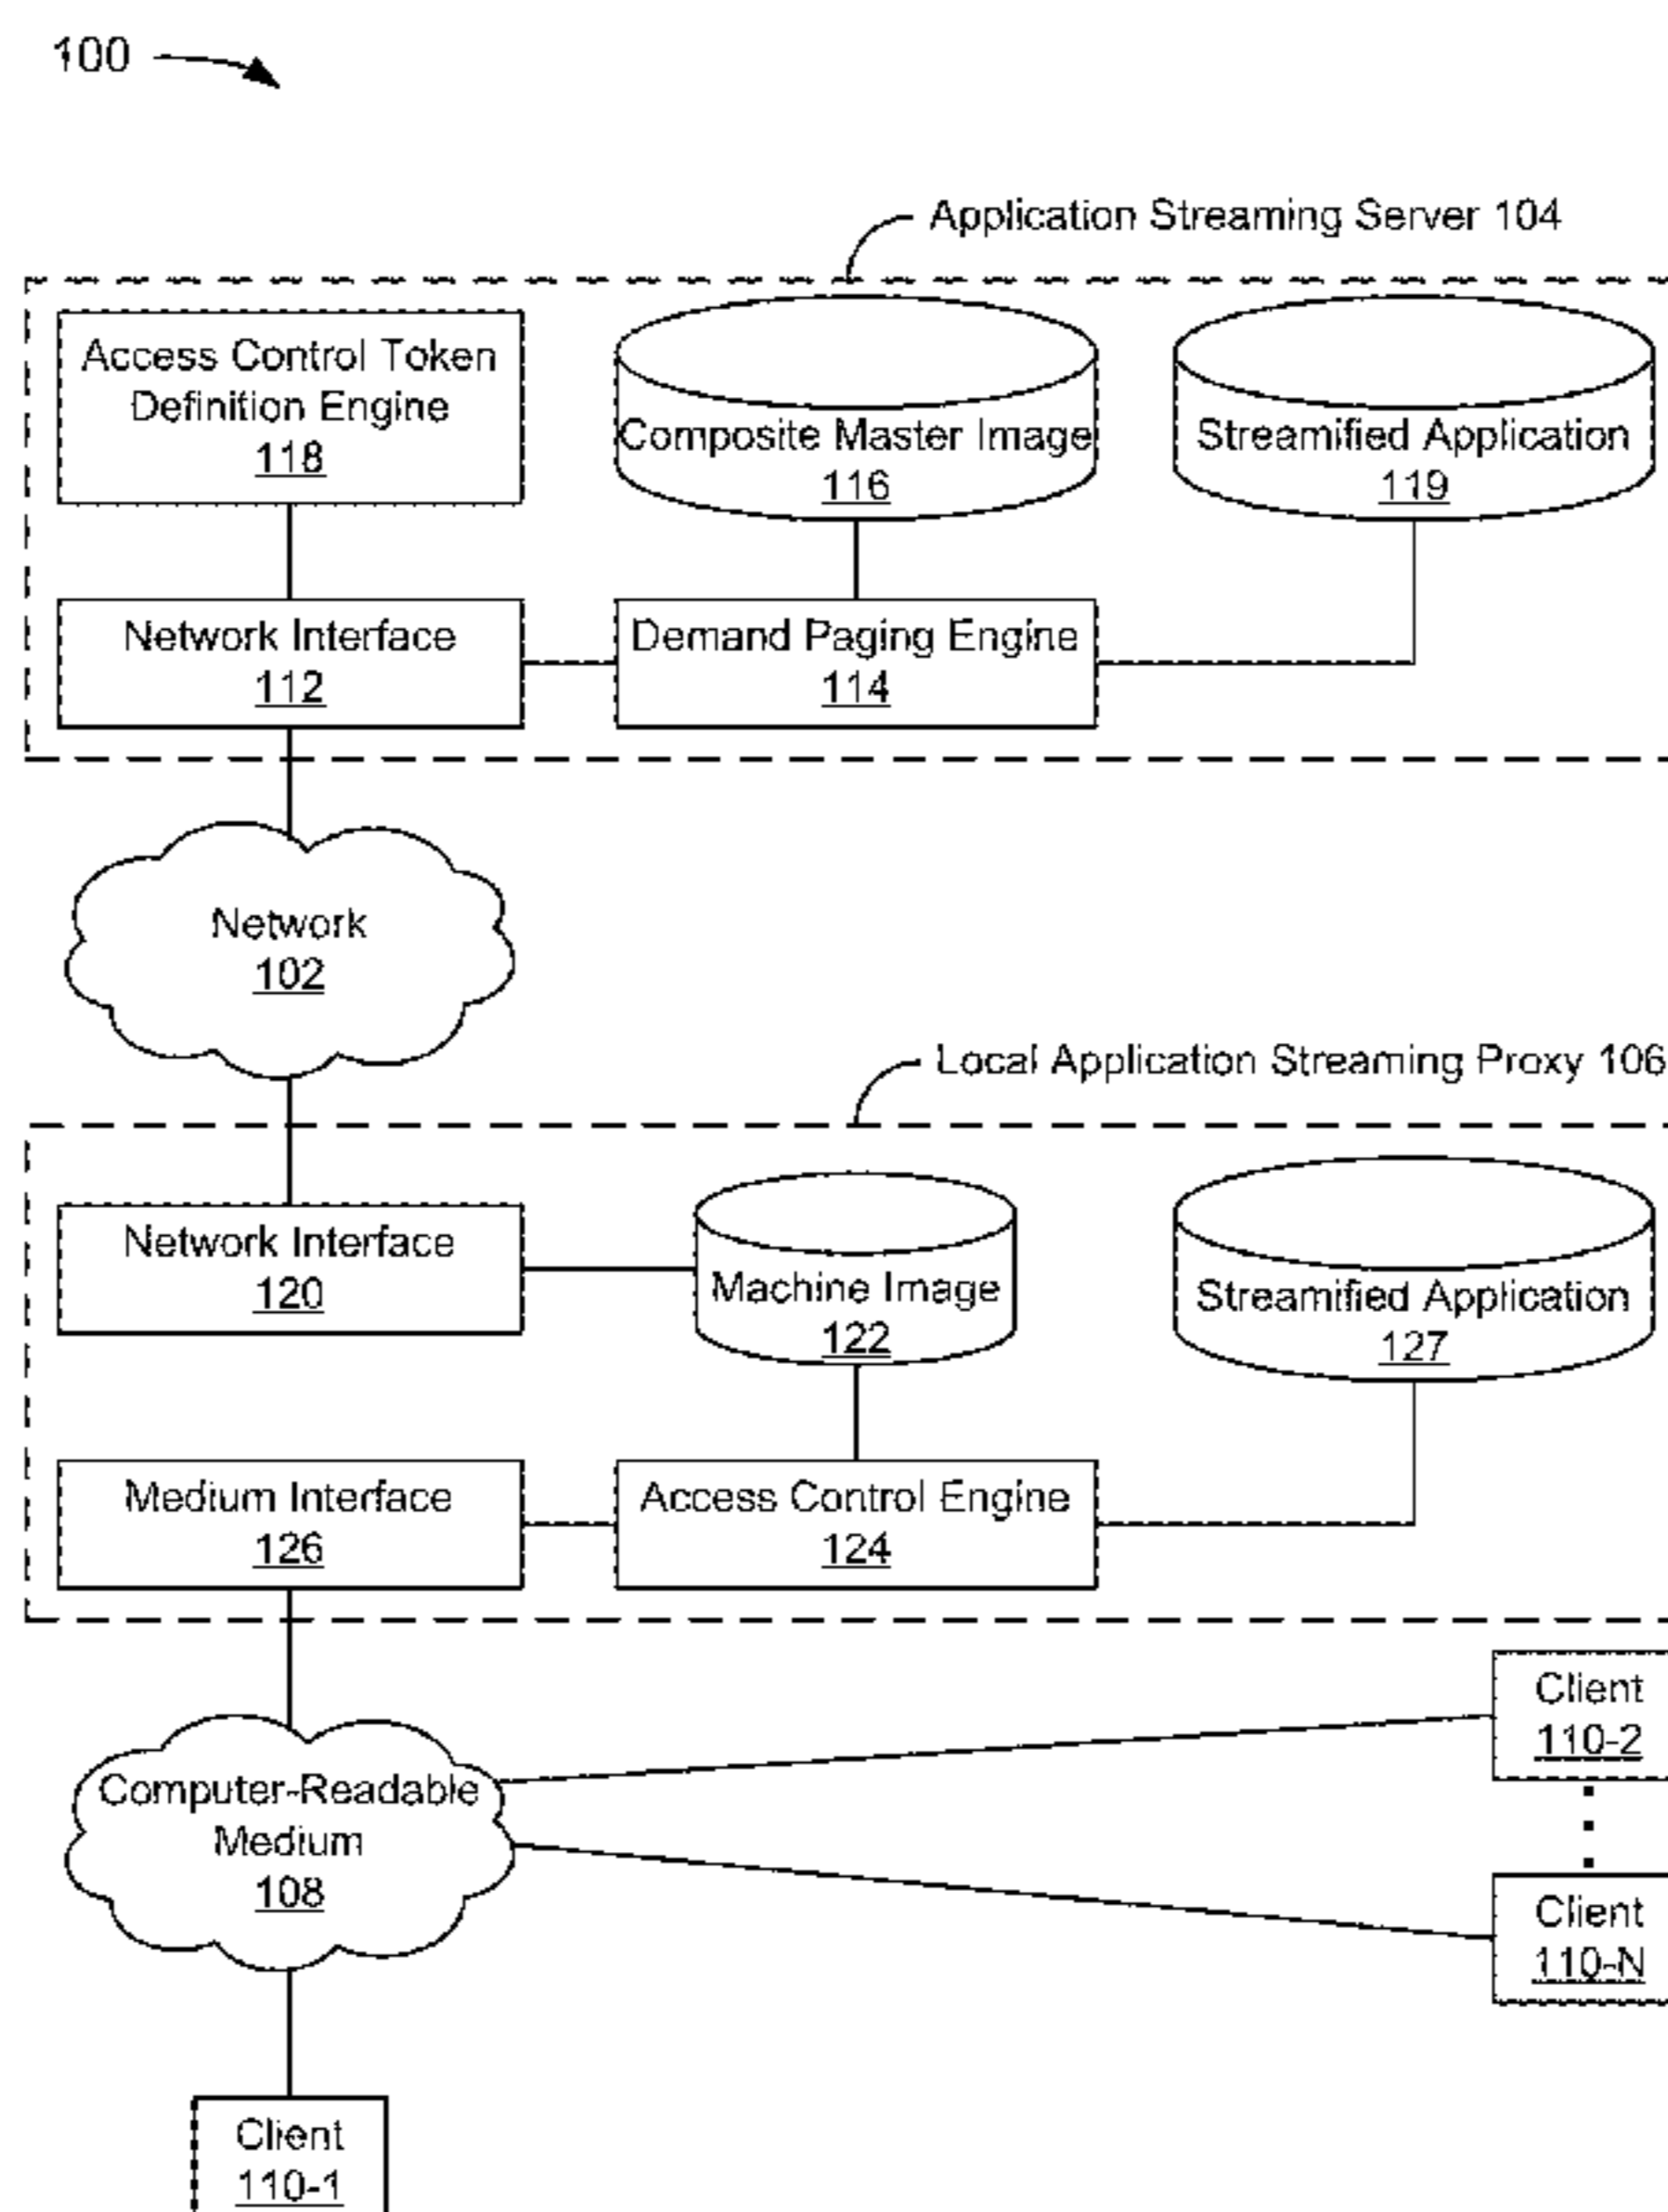 100
Application Streaming Server 104
Access Control Token
Definition Engine
118
Composite Master Image
116
Streamified Application
119
Network Interface
112
Demand Paging Engine
114
Network
102
Local Application Streaming Proxy 106
Network Interface
120
Machine Image
122
Streamified Application
127
Medium Interface
126
Access Control Engine
124
Client
110-2
Computer-Readable
Medium
108
Client
110-N
Client
110-1